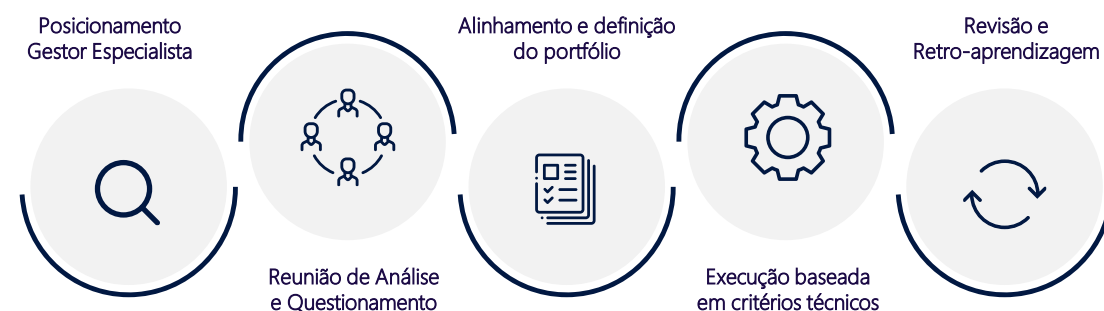 Posicionamento
Gestor Especialista
Reunião de Análise
e Questionamento
Alinhamento e definição
do portfólio
Execução baseada
em critérios técnicos
Revisão e
Retro-aprendizagem